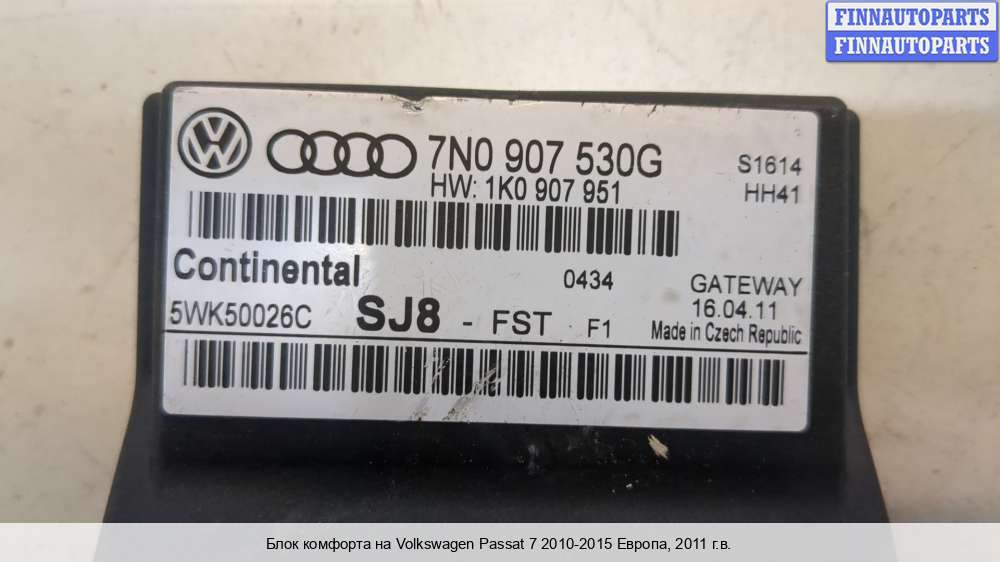 FINNAUTOPARTS
FINNAUTOPARTS
7N0 907 530G
S1614
HW: 1K0 907 951
HH41
Continental
0434
GATEWAY
5WK50026C SJ8 - FST F1
16.04.11
Made in Czech Republic
Блок комфорта на Volkswagen Passat 7 2010-2015 Европа, 2011 г.в.